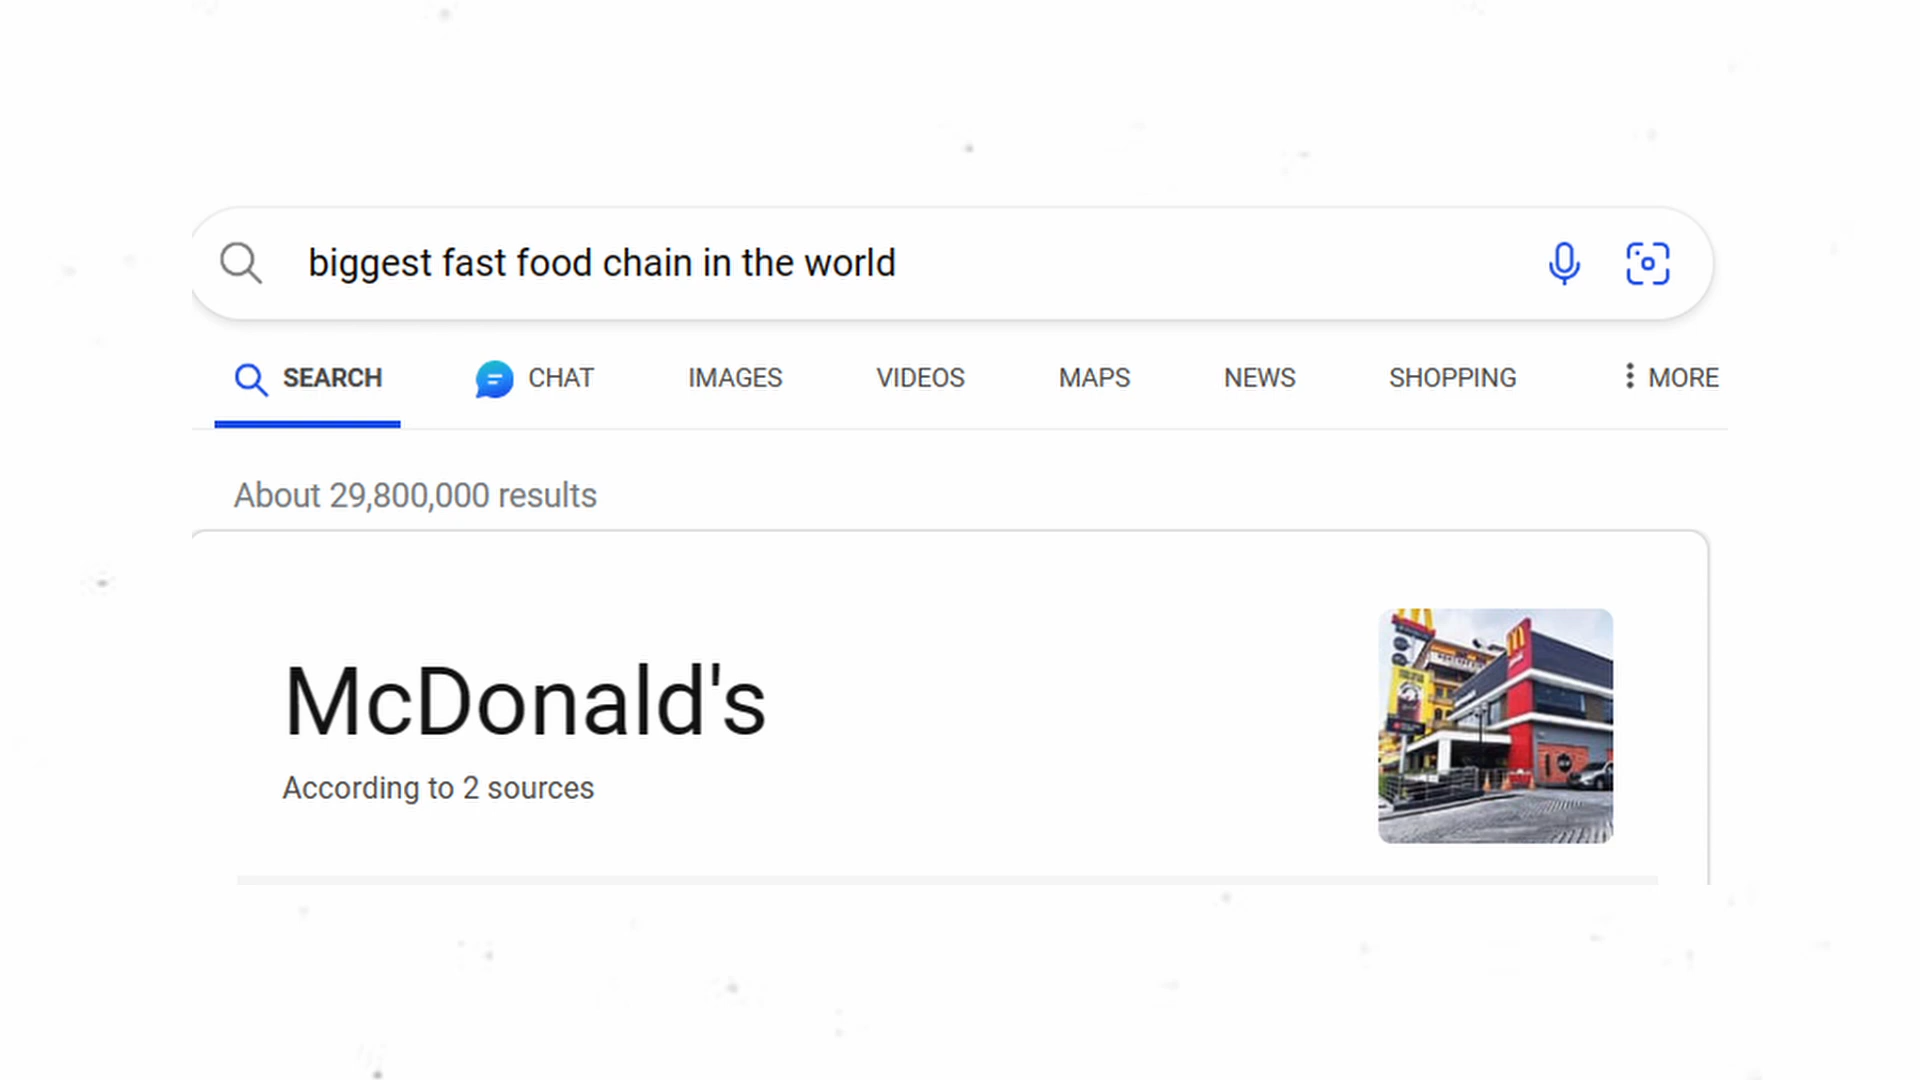 biggest fast food chain in the world
SEARCH CHAT IMAGES VIDEOS MAPS NEWS SHOPPING MORE
About 29,800,000 results
McDonald's
According to 2 sources